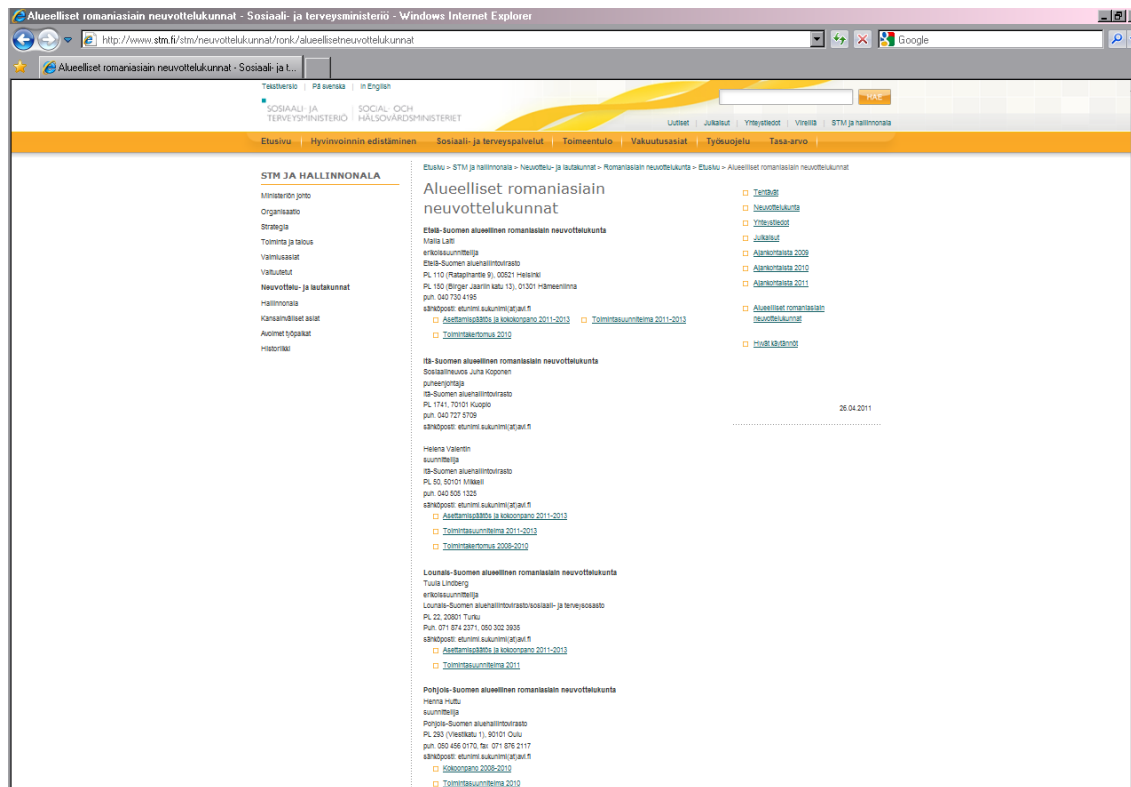 Alueelliset romaniasiain neuvottelukunnat - Sosiaali- ja terveysministeriö - Windows Internet Explorer
http://www.stm.fi/stm/neuvottelukunnat/ronk/alueellisetneuvottelukunnat
Google
Alueelliset romaniasiain neuvottelukunnat - Sosiaali- ja t...
Tekstiversio | På svenska | In English
SOSIAALI- JA TERVEYSMINISTERIÖ
SOCIAL- OCH HÄLSOVÅRDSMINISTERIET
HAE
Uutiset | Julkaisut | Yhteystiedot | Vireillä | STM ja hallinnonala
Etusivu | Hyvinvoinnin edistäminen | Sosiaali- ja terveyspalvelut | Toimeentulo | Vakuutusasiat | Työsuojelu | Tasa-arvo
STM JA HALLINNONALA
Ministeriön johto
Organisaatio
Strategia
Toiminta ja talous
Valmiusasiat
Valtuutetut
Neuvottelu- ja lautakunnat
Hallinnonala
Kansainväliset asiat
Avoimet työpaikat
Historiikki
Etusivu > STM ja hallinnonala > Neuvottelu- ja lautakunnat > Romaniasiain neuvottelukunta > Etusivu > Alueelliset romaniasiain neuvottelukunnat
Alueelliset romaniasiain
neuvottelukunnat
Etelä-Suomen alueellinen romaniasiain neuvottelukunta
Malla Laiti
erikoissuunnittelija
Etelä-Suomen aluehallintovirasto
PL 110 (Ratapihantie 9), 00521 Helsinki
PL 150 (Birger Jaarlin katu 13), 01301 Hämeenlinna
puh. 040 730 4195
sähköposti: etunimi.sukunimi(at)avi.fi
Asettamispäätös ja kokokonpano 2011-2013
Toimintasuunnitelma 2011-2013
Toimintakertomus 2010
Itä-Suomen alueellinen romaniasiain neuvottelukunta
Sosiaalineuvos Juha Koponen
puheenjohtaja
Itä-Suomen aluehallintovirasto
PL 1741, 70101 Kuopio
puh. 040 727 5709
sähköposti: etunimi.sukunimi(at)avi.fi
Helena Valentin
suunnittelija
Itä-Suomen aluehallintovirasto
PL 50, 50101 Mikkeli
puh. 040 505 1325
sähköposti: etunimi.sukunimi(at)avi.fi
Asettamispäätös ja kokoonpano 2011-2013
Toimintasuunnitelma 2011-2013
Toimintakertomus 2008-2010
Lounais-Suomen alueellinen romaniasiain neuvottelukunta
Tuula Lindberg
erikoissuunnittelija
Lounais-Suomen aluehallintovirasto/sosiaali- ja terveysosasto
PL 22, 20801 Turku
Puh. 071 874 2371, 050 302 3935
sähköposti: etunimi.sukunimi(at)avi.fi
Asettamispäätös ja kokoonpano 2011-2013
Toimintasuunnitelma 2011
Pohjois-Suomen alueellinen romaniasiain neuvottelukunta
Henna Huttu
suunnittelija
Pohjois-Suomen aluehallintovirasto
PL 293 (Viestikatu 1), 90101 Oulu
puh. 050 456 0170, fax 071 876 2117
sähköposti: etunimi.sukunimi(at)avi.fi
Kokoonpano 2008-2010
Toimintasuunnitelma 2010
Tehtävät
Neuvottelukunta
Yhteystiedot
Julkaisut
Ajankohtaista 2009
Ajankohtaista 2010
Ajankohtaista 2011
Alueelliset romaniasiain
neuvottelukunnat
Hyvät käytännöt
26.04.2011